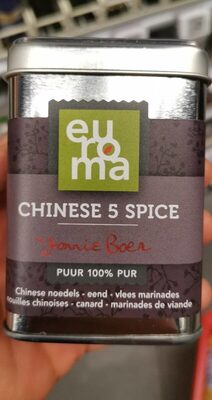 eu
ro
ma
CHINESE 5 SPICE
Jonnie Boer
PUUR 100% PUR
Chinese noedels - eend - vlees marinades
nouilles chinoises - canard - marinades de viande